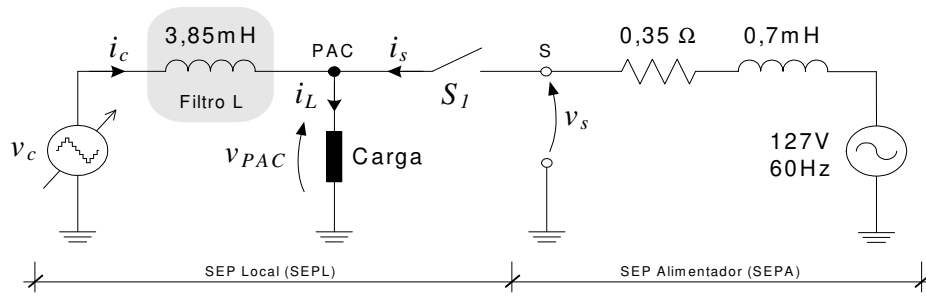 3,85mH
Filtro L
i_c
PAC
i_s
S_1
S
0,35 Ω
0,7mH
i_L
v_c
v_PAC
Carga
v_s
127V
60Hz
SEP Local (SEPL)
SEP Alimentador (SEPA)